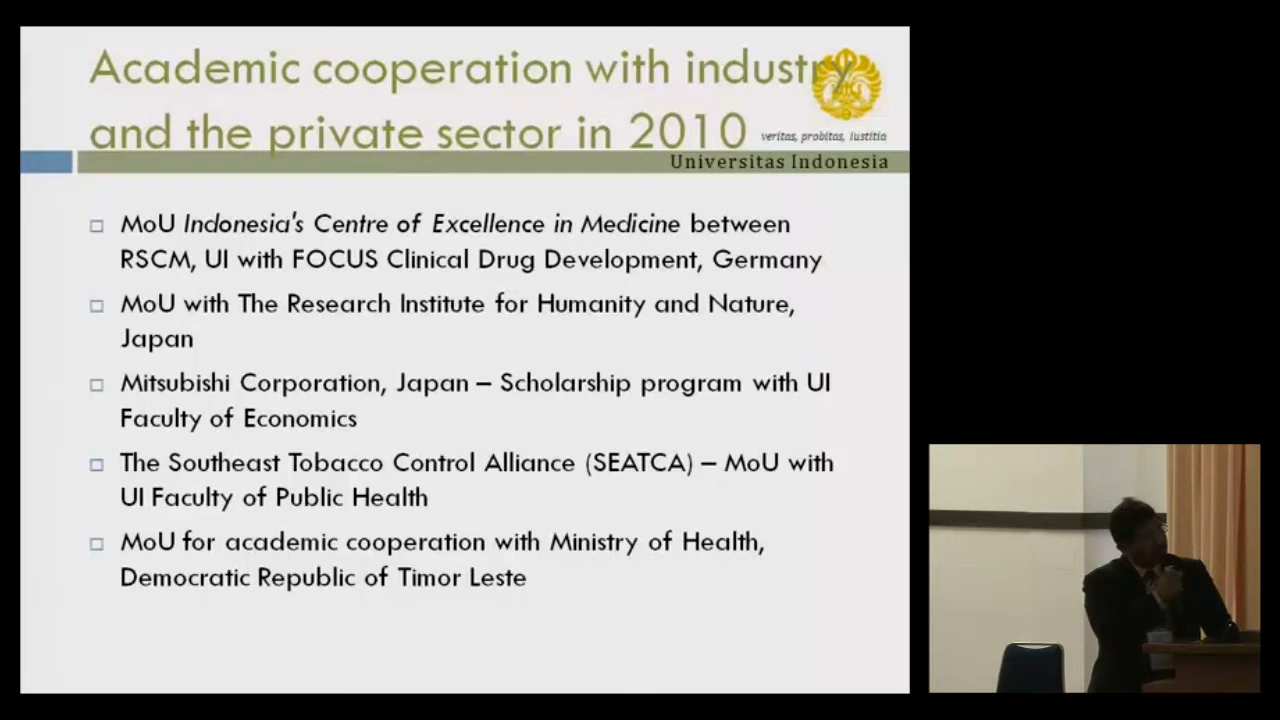 Academic cooperation with industry
and the private sector in 2010
veritas, probitas, iustitia
Universitas Indonesia
MoU Indonesia's Centre of Excellence in Medicine between
RSCM, UI with FOCUS Clinical Drug Development, Germany
MoU with The Research Institute for Humanity and Nature,
Japan
Mitsubishi Corporation, Japan – Scholarship program with UI
Faculty of Economics
The Southeast Tobacco Control Alliance (SEATCA) – MoU with
UI Faculty of Public Health
MoU for academic cooperation with Ministry of Health,
Democratic Republic of Timor Leste